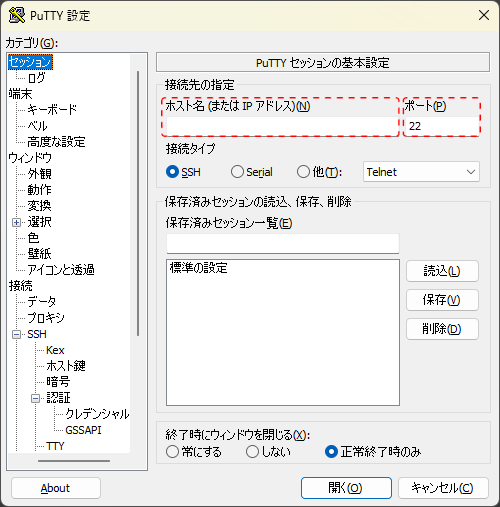 PuTTY 設定
カテゴリ(G):
セッション
ログ
端末
キーボード
ベル
高度な設定
ウィンドウ
外観
動作
変換
選択
色
壁紙
アイコンと透過
接続
データ
プロキシ
SSH
Kex
ホスト鍵
暗号
認証
クレデンシャル
GSSAPI
TTY
PuTTY セッションの基本設定
接続先の指定
ホスト名 (または IP アドレス)(N) ポート(P)
22
接続タイプ
SSH Serial 他(T): Telnet
保存済みセッションの読込、保存、削除
保存済みセッション一覧(E)
標準の設定
読込(L)
保存(V)
削除(D)
終了時にウィンドウを閉じる(X):
常にする しない 正常終了時のみ
About 開く(O) キャンセル(C)